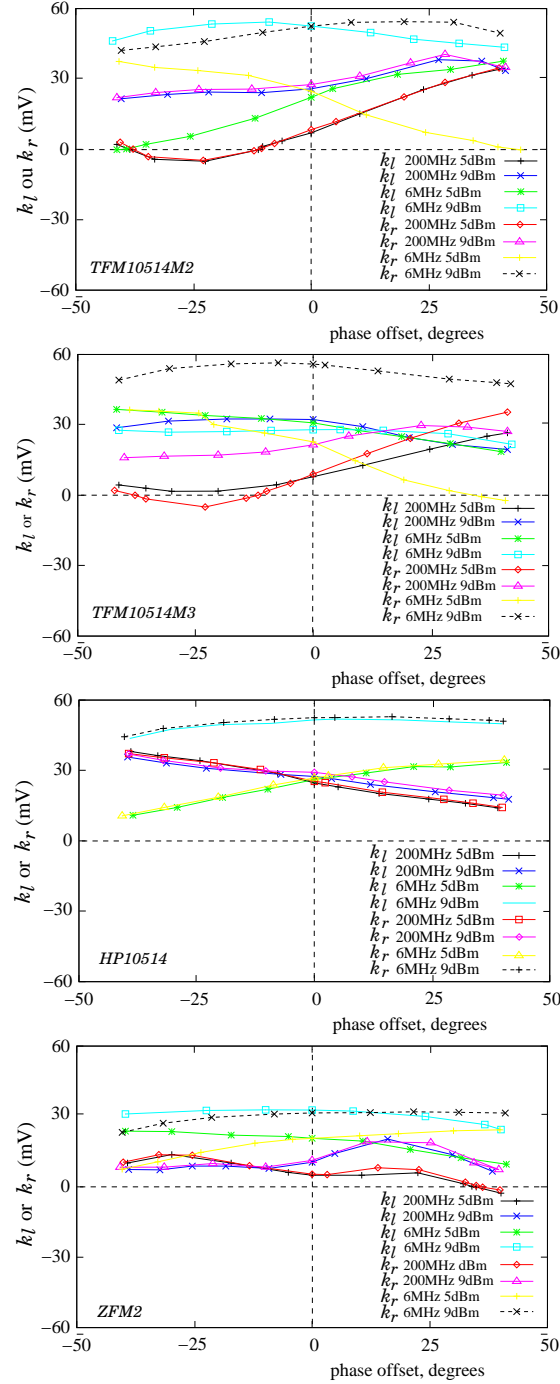 60
30
0
−30
−60
−50
−25
0
25
50
k_l ou k_r (mV)
k_l 200MHz 5dBm
k_l 200MHz 9dBm
k_l 6MHz 5dBm
k_l 6MHz 9dBm
k_r 200MHz 5dBm
k_r 200MHz 9dBm
k_r 6MHz 5dBm
k_r 6MHz 9dBm
TFM10514M2
phase offset, degrees
60
30
0
−30
−60
−50
−25
0
25
50
k_l or k_r (mV)
k_l 200MHz 5dBm
k_l 200MHz 9dBm
k_l 6MHz 5dBm
k_l 6MHz 9dBm
k_r 200MHz 5dBm
k_r 200MHz 9dBm
k_r 6MHz 5dBm
k_r 6MHz 9dBm
TFM10514M3
phase offset, degrees
60
30
0
−30
−60
−50
−25
0
25
50
k_l or k_r (mV)
k_l 200MHz 5dBm
k_l 200MHz 9dBm
k_l 6MHz 5dBm
k_l 6MHz 9dBm
k_r 200MHz 5dBm
k_r 200MHz 9dBm
k_r 6MHz 5dBm
k_r 6MHz 9dBm
HP10514
phase offset, degrees
60
30
0
−30
−60
−50
−25
0
25
50
k_l or k_r (mV)
k_l 200MHz 5dBm
k_l 200MHz 9dBm
k_l 6MHz 5dBm
k_l 6MHz 9dBm
k_r 200MHz dBm
k_r 200MHz 9dBm
k_r 6MHz 5dBm
k_r 6MHz 9dBm
ZFM2
phase offset, degrees